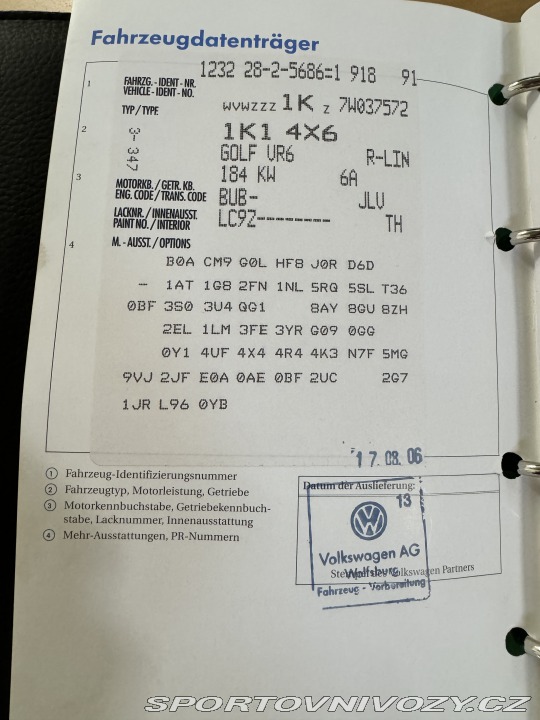 Fahrzeugdatenträger
1232 28-2-5686=1 918 91
1 FAHRZG.-IDENT-NR.
VEHICLE-IDENT-NO.
WVWZZZ 1K Z 7W037572
TYP/TYPE
2 3- 347 1K1 4X6
GOLF VR6 R-LIN
3 184 KW 6A
MOTORKB./GETR. KB.
ENG. CODE/TRANS. CODE BUB- JLV
LACKNR./INNENAUSST.
PAINT NO./INTERIOR LC9Z------- TH
4 M.-AUSST./OPTIONS
B0A CM9 G0L HF8 J0R D6D
- 1AT 1G8 2FN 1NL 5RQ 5SL T36
0BF 3S0 3U4 QG1 8AY 8GU 8ZH
2EL 1LM 3FE 3YR G09 0GG
0Y1 4UF 4X4 4R4 4K3 N7F 5MG
9VJ 2JF E0A 0AE 0BF 2UC 2G7
1JR L96 0YB
17.08.06
1 Fahrzeug-Identifizierungsnummer
2 Fahrzeugtyp, Motorleistung, Getriebe
3 Motorkennbuchstabe, Getriebekennbuch-
stabe, Lacknummer, Innenausstattung
4 Mehr-Ausstattungen, PR-Nummern
Datum der Auslieferung:
13
Volkswagen AG
Wolfsburg
Fahrzeug - Vorbereitung
Stempel des Volkswagen Partners
SPORTOVNIVOZY.CZ